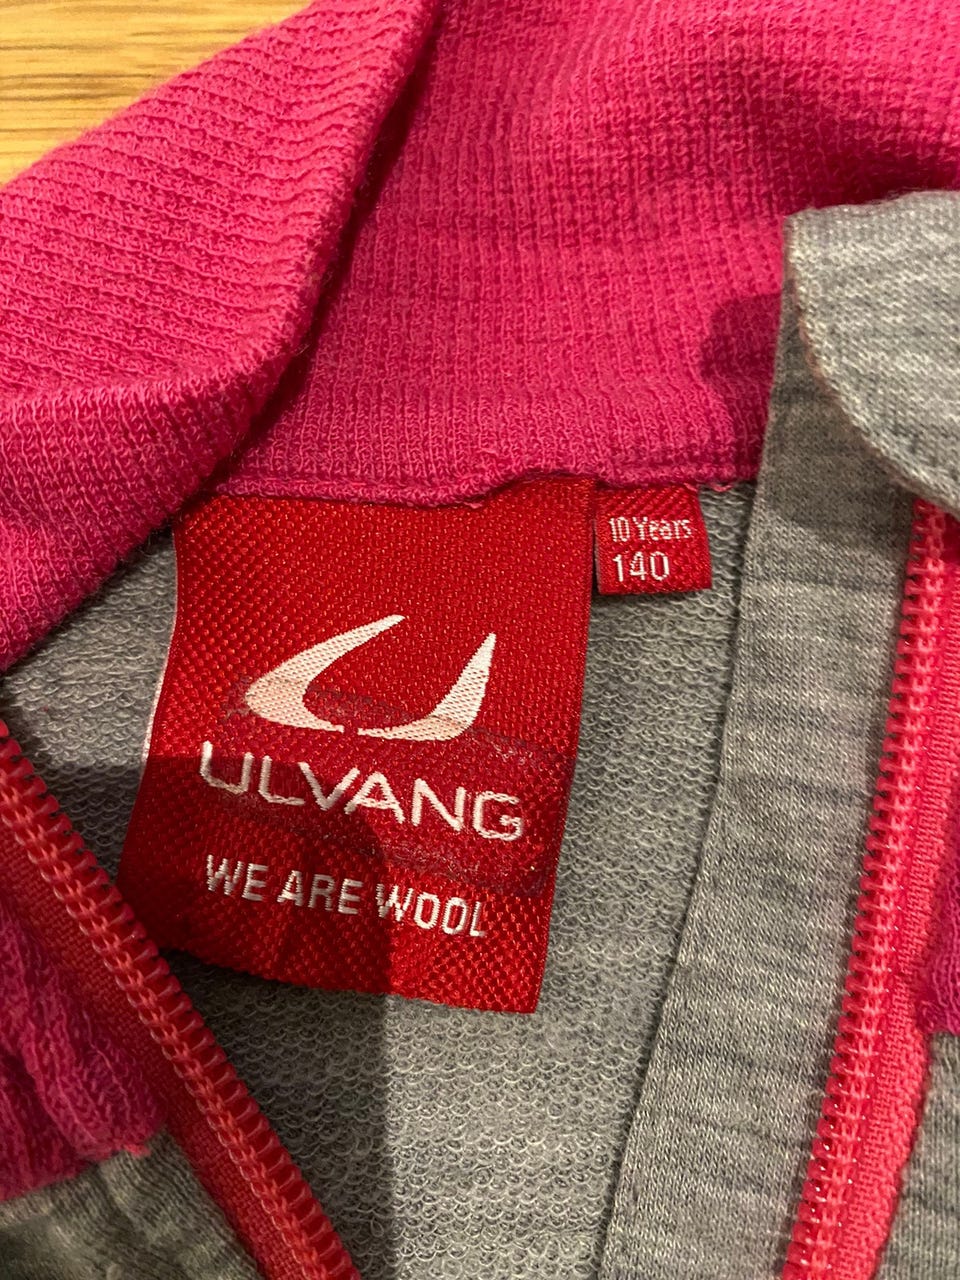 10 Years
140
ULVANG
WE ARE WOOL